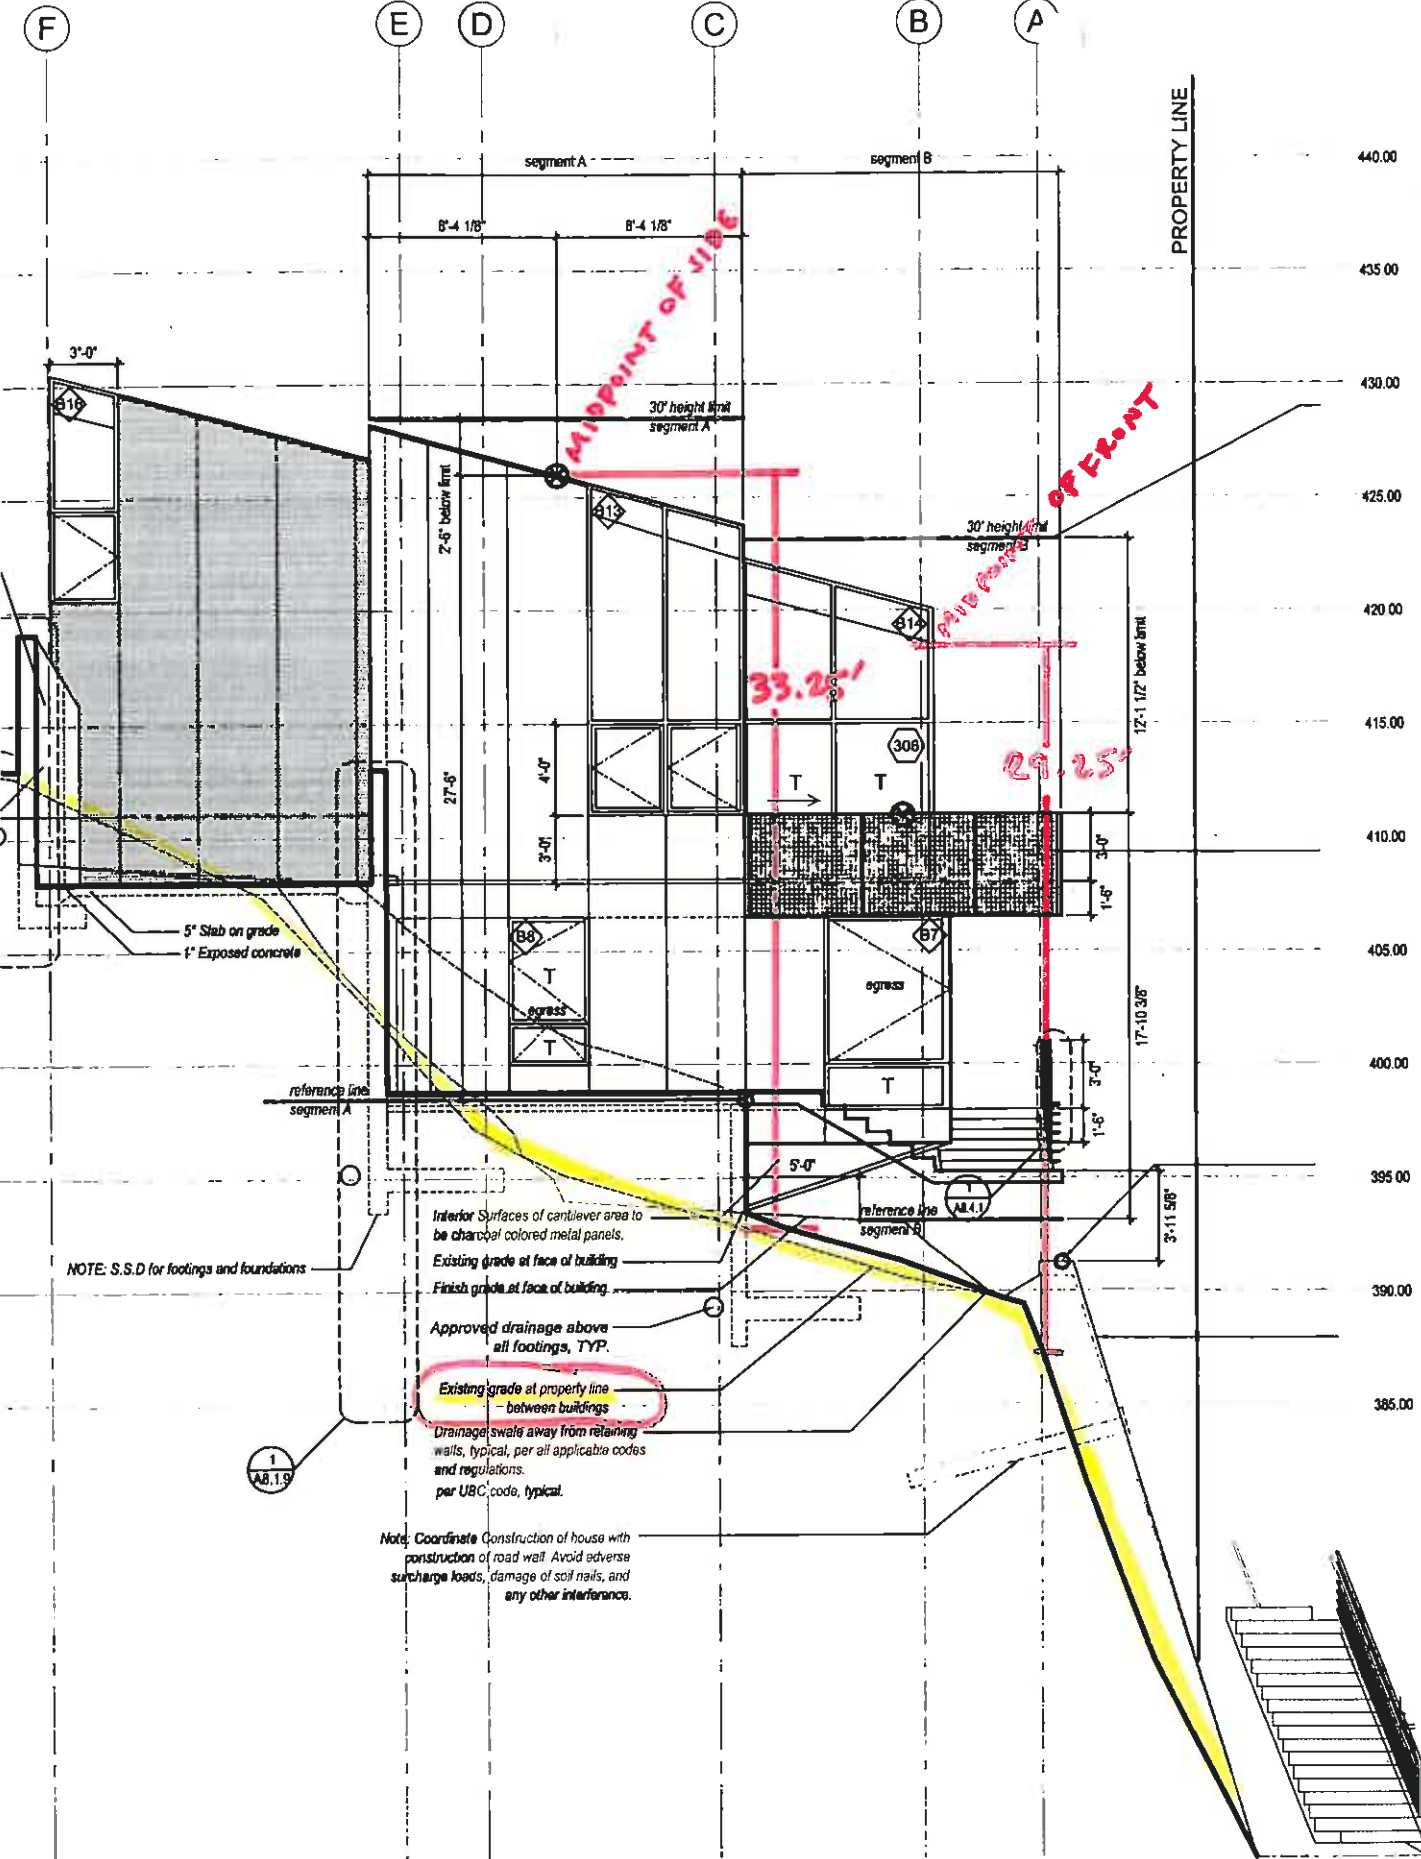 F
E
D
C
B
A
PROPERTY LINE
segment A
segment B
440.00
8'-4 1/8"
8'-4 1/8"
MIDPOINT OF SIDE
435.00
3'-0"
430.00
B16
30' height limit
segment A
MIDPOINT OF FRONT
2'-6" below limit
B13
425.00
30' height limit
segment B
420.00
B14
12'-1 1/2" below limit
33.25'
415.00
308
29.25'
T
T
4'-0"
27'-6"
3'-0"
3'-0"
410.00
1'-6"
5" Slab on grade
1" Exposed concrete
B8
B7
405.00
T
egress
egress
T
17'-10 3/8"
400.00
T
3'-0"
reference line
segment A
1'-6"
5'-0"
395.00
1
A8.4.1
reference line
segment B
3'-11 5/8"
Interior Surfaces of cantilever area to
be charcoal colored metal panels.
Existing grade at face of building
NOTE: S.S.D for footings and foundations
Finish grade at face of building
390.00
Approved drainage above
all footings, TYP.
Existing grade at property line
between buildings
385.00
Drainage swale away from retaining
walls, typical, per all applicable codes
and regulations.
per UBC code, typical.
1
A8.1.9
Note: Coordinate Construction of house with
construction of road wall. Avoid adverse
surcharge loads, damage of soil nails, and
any other interference.